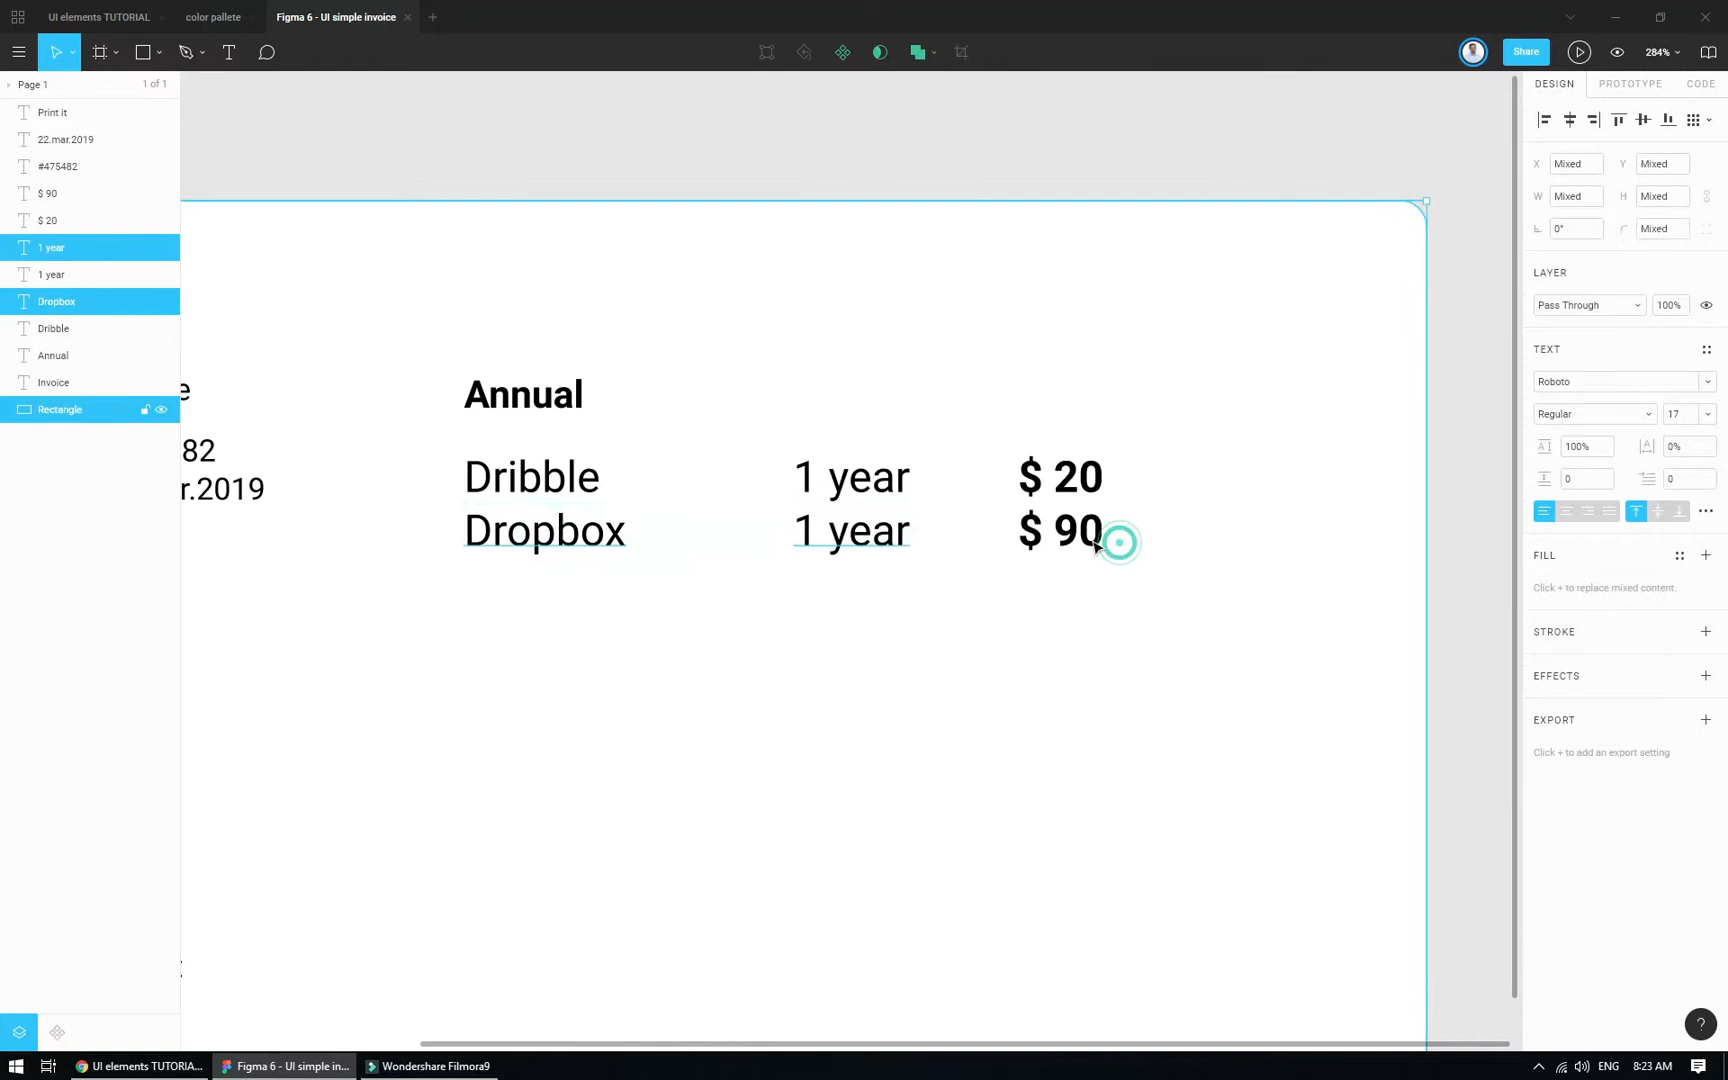 UI elements TUTORIAL
color pallete
Figma 6 - UI simple invoice
Share
284%
Page 1
1 of 1
Print it
22.mar.2019
#475482
$ 90
$ 20
1 year
1 year
Dropbox
Dribble
Annual
Invoice
Rectangle
e
82
r.2019
Annual
Dribble 1 year $ 20
Dropbox 1 year $ 90
DESIGN PROTOTYPE CODE
X Mixed Y Mixed
W Mixed H Mixed
0° Mixed
LAYER
Pass Through 100%
TEXT
Roboto
Regular 17
100% 0%
0 0
FILL
Click + to replace mixed content.
STROKE
EFFECTS
EXPORT
Click + to add an export setting
?
UI elements TUTORIA...
Figma 6 - UI simple in...
Wondershare Filmora9
ENG
8:23 AM